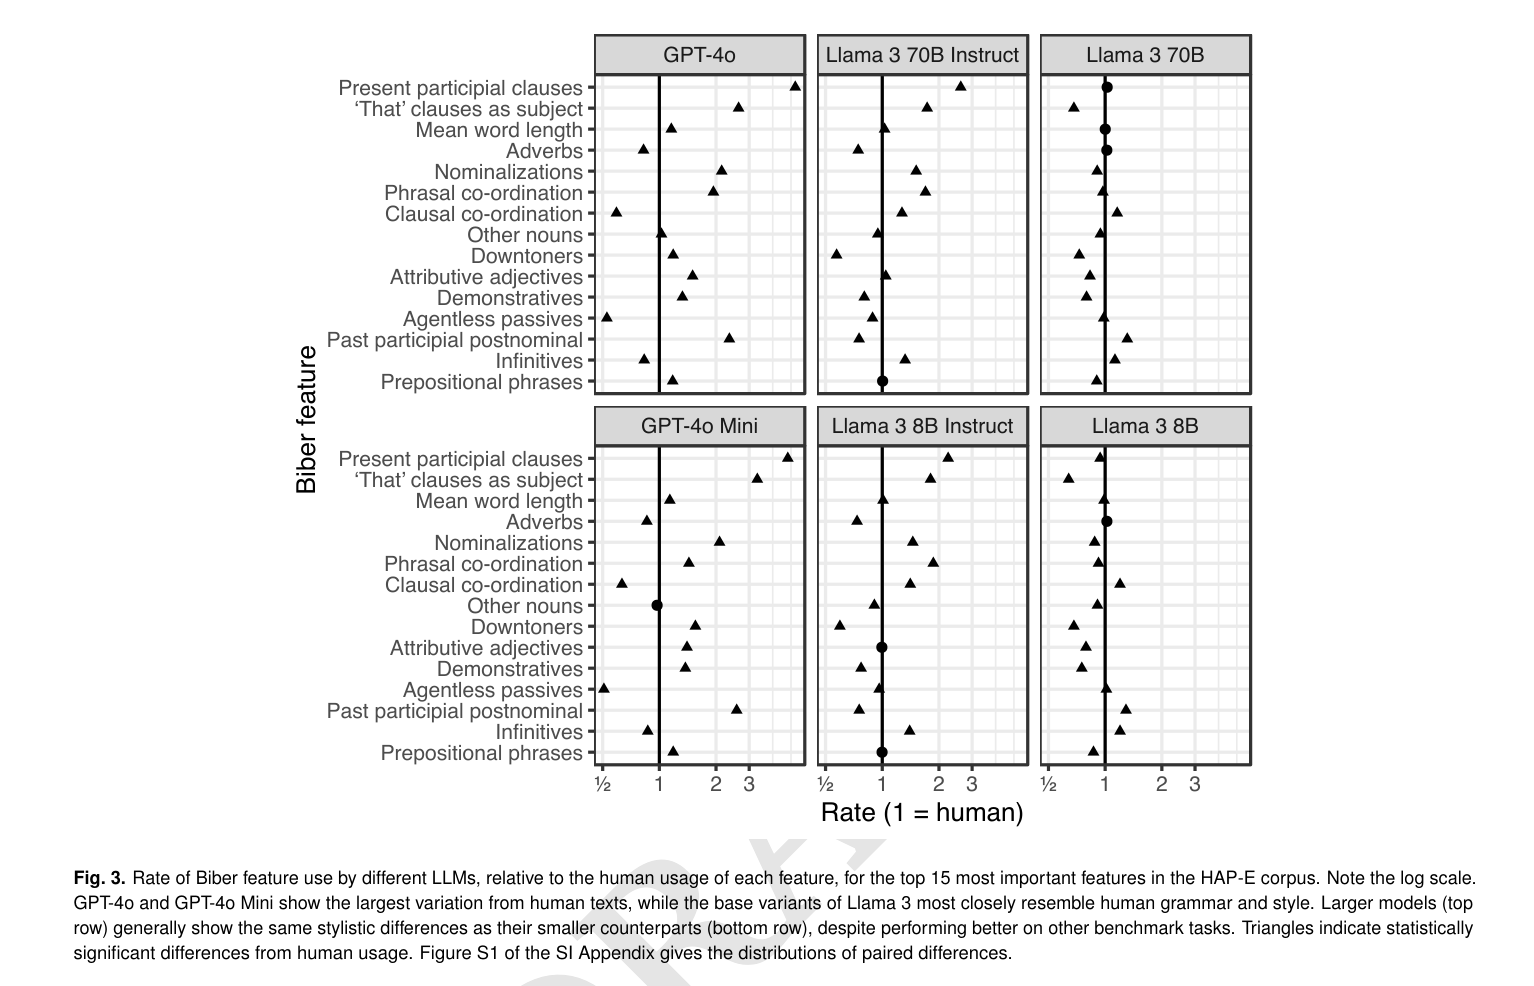 GPT-4o
Llama 3 70B Instruct
Llama 3 70B
Present participial clauses
‘That’ clauses as subject
Mean word length
Adverbs
Nominalizations
Phrasal co-ordination
Clausal co-ordination
Other nouns
Downtoners
Attributive adjectives
Demonstratives
Agentless passives
Past participial postnominal
Infinitives
Prepositional phrases
Biber feature
GPT-4o Mini
Llama 3 8B Instruct
Llama 3 8B
Present participial clauses
‘That’ clauses as subject
Mean word length
Adverbs
Nominalizations
Phrasal co-ordination
Clausal co-ordination
Other nouns
Downtoners
Attributive adjectives
Demonstratives
Agentless passives
Past participial postnominal
Infinitives
Prepositional phrases
½ 1 2 3 ½ 1 2 3 ½ 1 2 3
Rate (1 = human)
Fig. 3. Rate of Biber feature use by different LLMs, relative to the human usage of each feature, for the top 15 most important features in the HAP-E corpus. Note the log scale.
GPT-4o and GPT-4o Mini show the largest variation from human texts, while the base variants of Llama 3 most closely resemble human grammar and style. Larger models (top
row) generally show the same stylistic differences as their smaller counterparts (bottom row), despite performing better on other benchmark tasks. Triangles indicate statistically
significant differences from human usage. Figure S1 of the SI Appendix gives the distributions of paired differences.